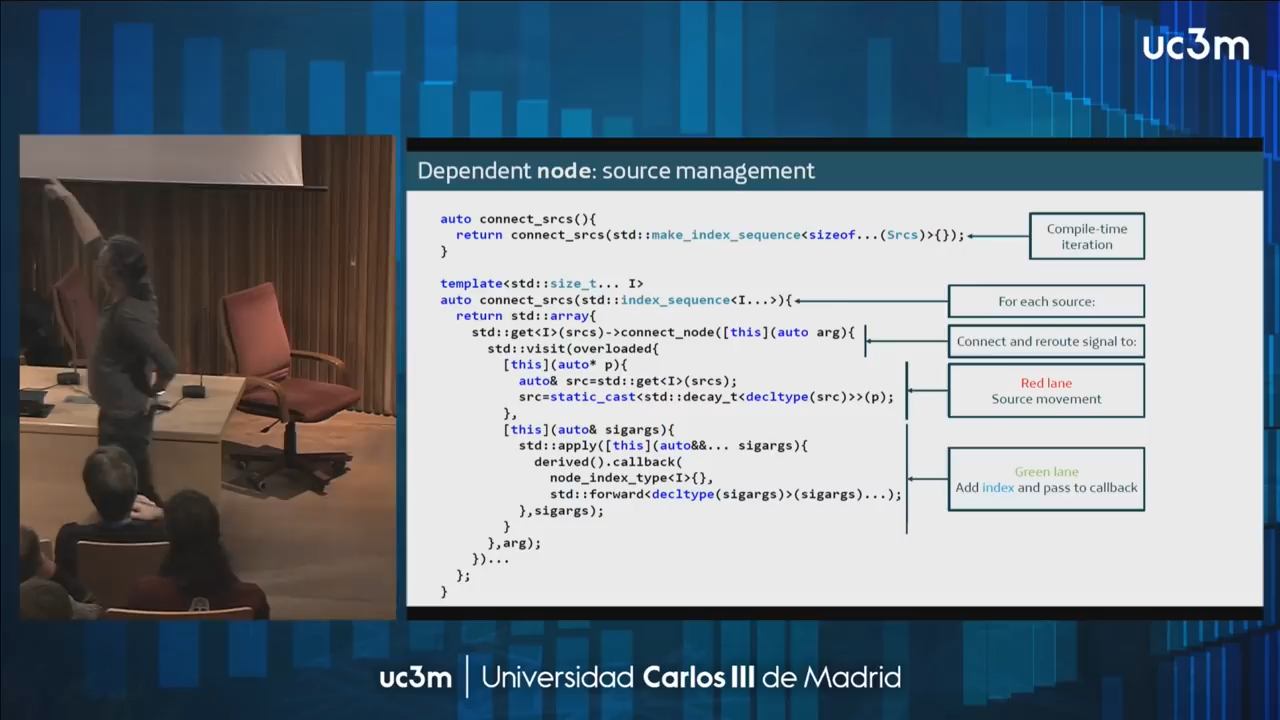 uc3m
Dependent node: source management
auto connect_srcs(){
return connect_srcs(std::make_index_sequence<sizeof...(Srcs)>{});
}
Compile-time
iteration
template<std::size_t... I>
auto connect_srcs(std::index_sequence<I...>){
For each source:
return std::array{
std::get<I>(srcs)->connect_node([this](auto arg){
Connect and reroute signal to:
std::visit(overloaded{
[this](auto* p){
auto& src=std::get<I>(srcs);
src=static_cast<std::decay_t<decltype(src)>>(p);
},
Red lane
Source movement
[this](auto& sigargs){
std::apply([this](auto&&... sigargs){
derived().callback(
node_index_type<I>{},
std::forward<decltype(sigargs)>(sigargs)...);
},sigargs);
Green lane
Add index and pass to callback
}
},arg);
})...
};
}
uc3m | Universidad Carlos III de Madrid